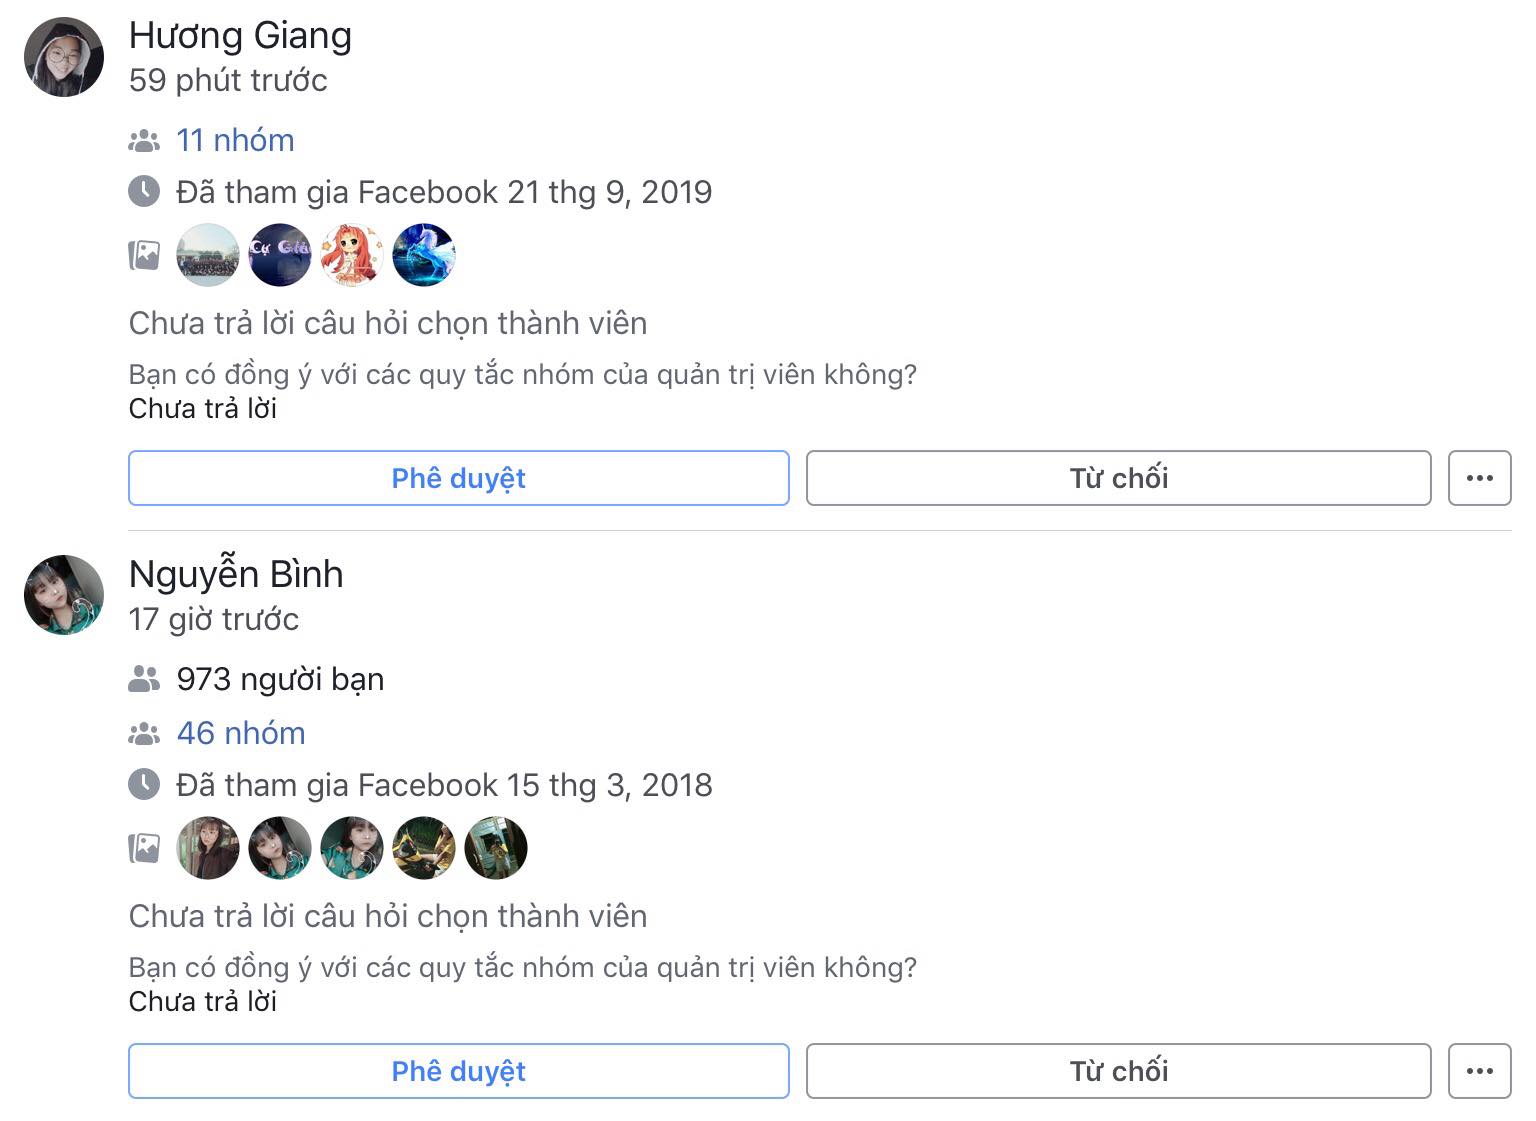 Hương Giang
59 phút trước
11 nhóm
Đã tham gia Facebook 21 thg 9, 2019
Cự Giải
Chưa trả lời câu hỏi chọn thành viên
Bạn có đồng ý với các quy tắc nhóm của quản trị viên không?
Chưa trả lời
Phê duyệt
Từ chối
Nguyễn Bình
17 giờ trước
973 người bạn
46 nhóm
Đã tham gia Facebook 15 thg 3, 2018
Chưa trả lời câu hỏi chọn thành viên
Bạn có đồng ý với các quy tắc nhóm của quản trị viên không?
Chưa trả lời
Phê duyệt
Từ chối